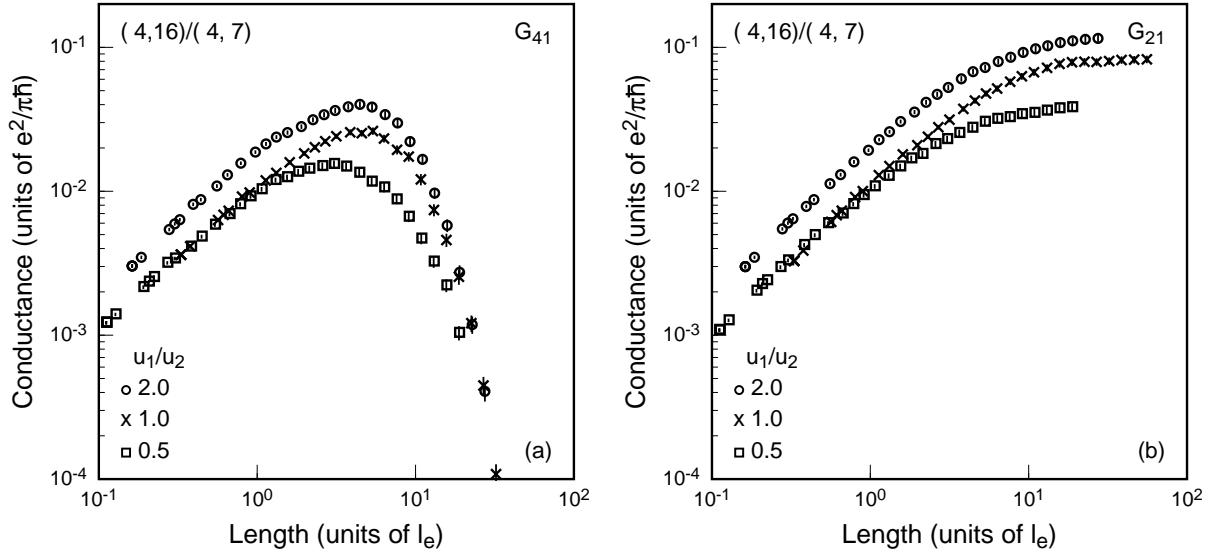 ( 4,16)/( 4, 7)
G41
10-1
10-2
10-3
10-4
Conductance (units of e2/πħ)
u1/u2
2.0
1.0
0.5
(a)
10-1
100
101
102
Length (units of le)
( 4,16)/( 4, 7)
G21
10-1
10-2
10-3
10-4
Conductance (units of e2/πħ)
u1/u2
2.0
1.0
0.5
(b)
10-1
100
101
102
Length (units of le)